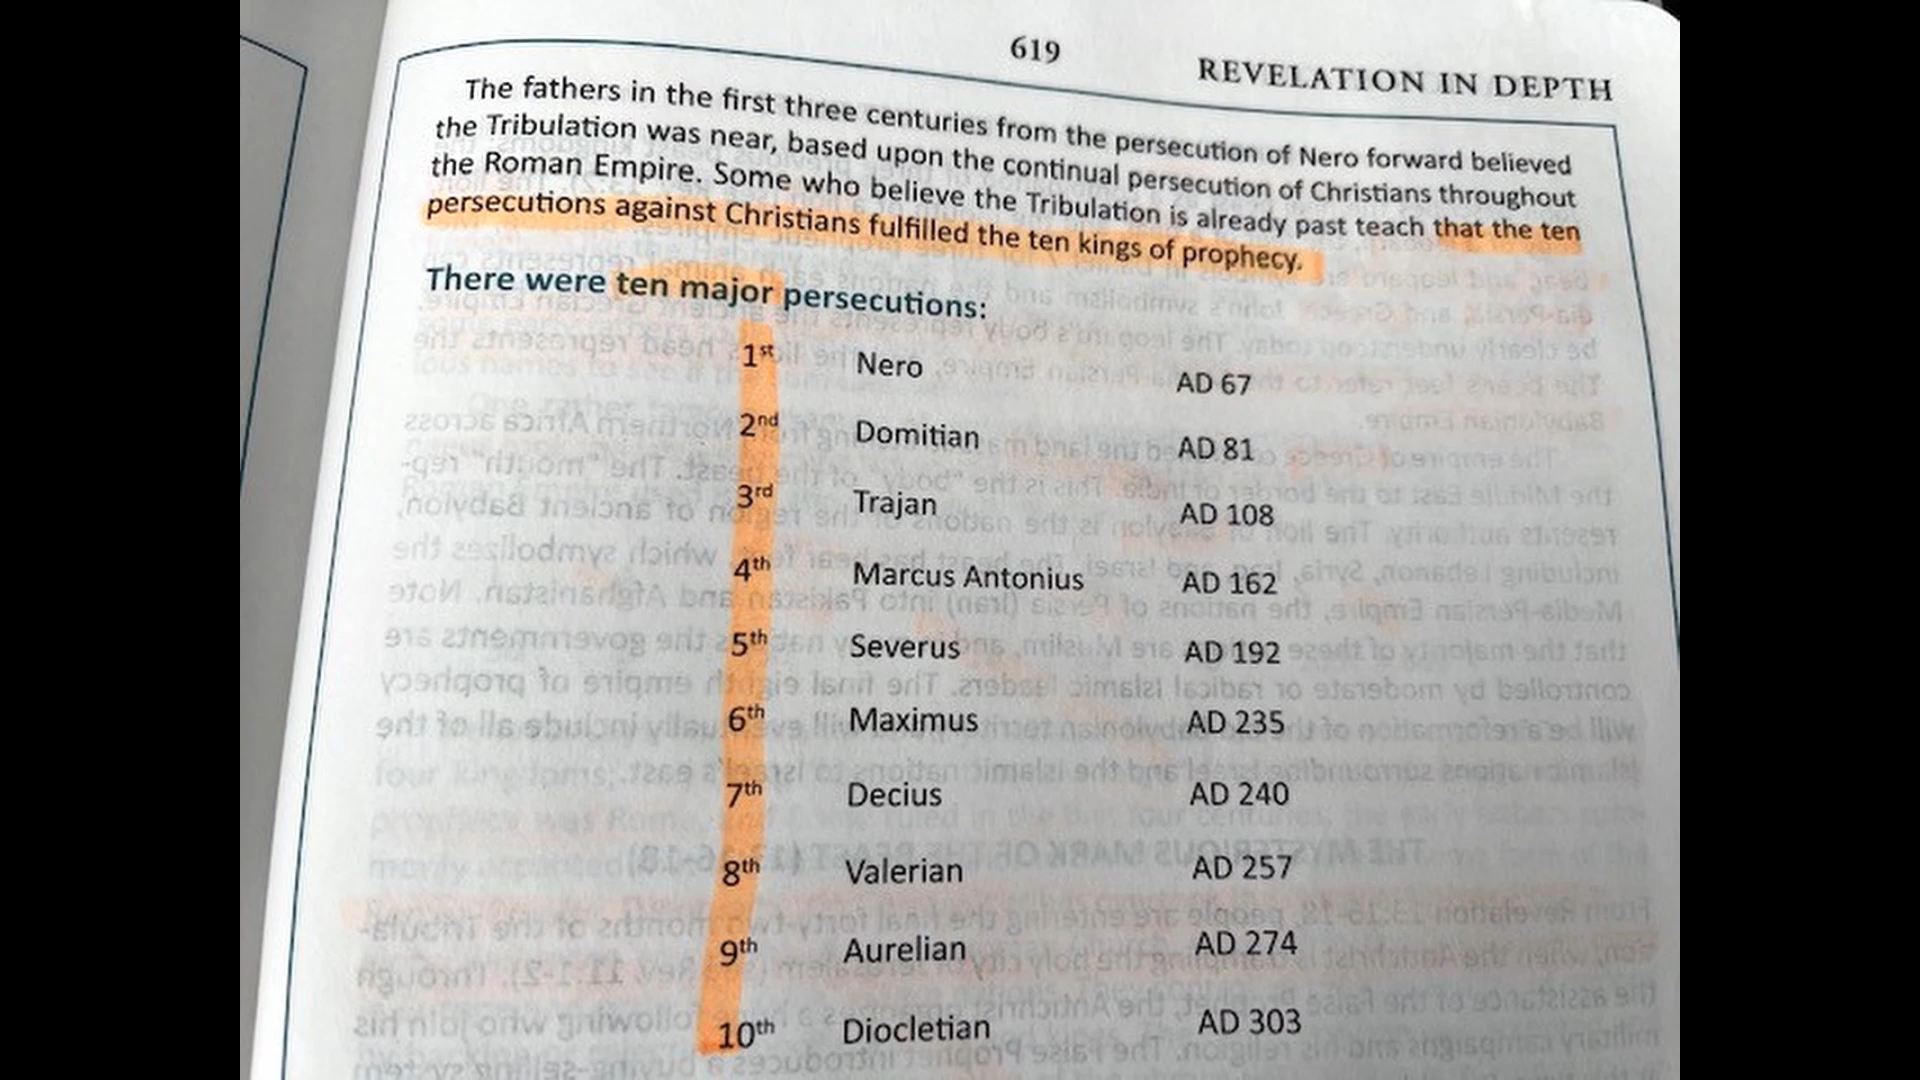 619
REVELATION IN DEPTH
The fathers in the first three centuries from the persecution of Nero forward believed
the Tribulation was near, based upon the continual persecution of Christians throughout
the Roman Empire. Some who believe the Tribulation is already past teach that the ten
persecutions against Christians fulfilled the ten kings of prophecy.
There were ten major persecutions:
1st Nero AD 67
2nd Domitian AD 81
3rd Trajan AD 108
4th Marcus Antonius AD 162
5th Severus AD 192
6th Maximus AD 235
7th Decius AD 240
8th Valerian AD 257
9th Aurelian AD 274
10th Diocletian AD 303